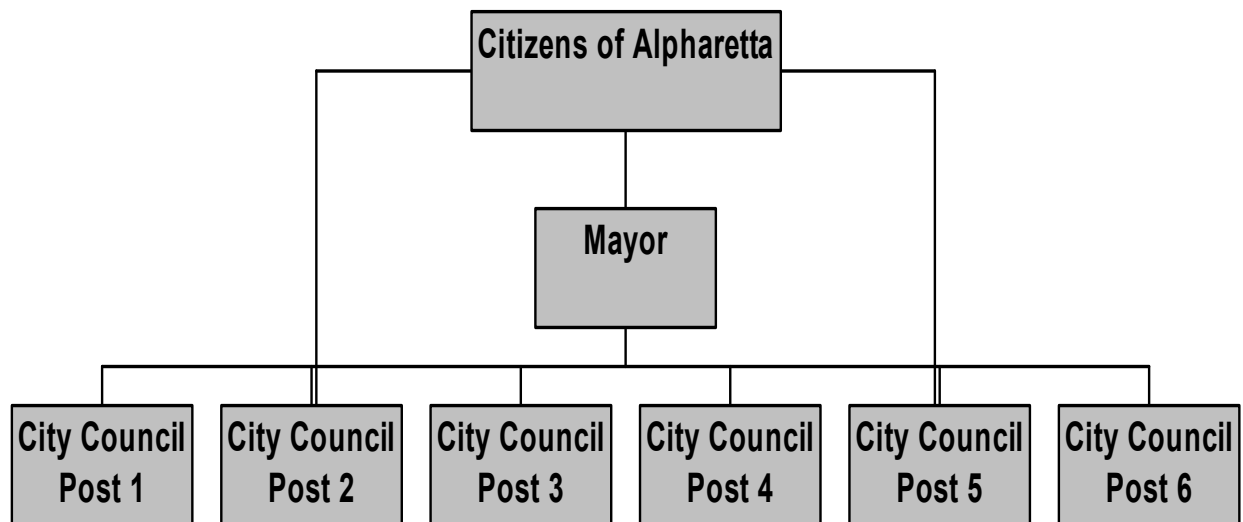 Citizens of Alpharetta
Mayor
City Council
Post 1
City Council
Post 2
City Council
Post 3
City Council
Post 4
City Council
Post 5
City Council
Post 6